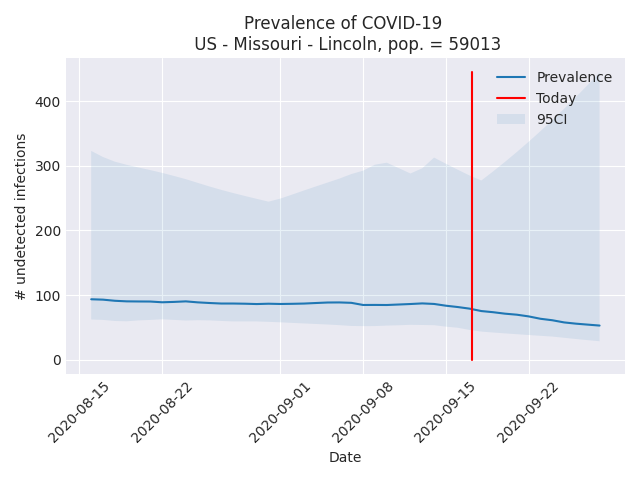 Prevalence of COVID-19
US - Missouri - Lincoln, pop. = 59013
Prevalence
Today
95CI
# undetected infections
400
300
200
100
0
2020-08-15
2020-08-22
2020-09-01
2020-09-08
2020-09-15
2020-09-22
Date